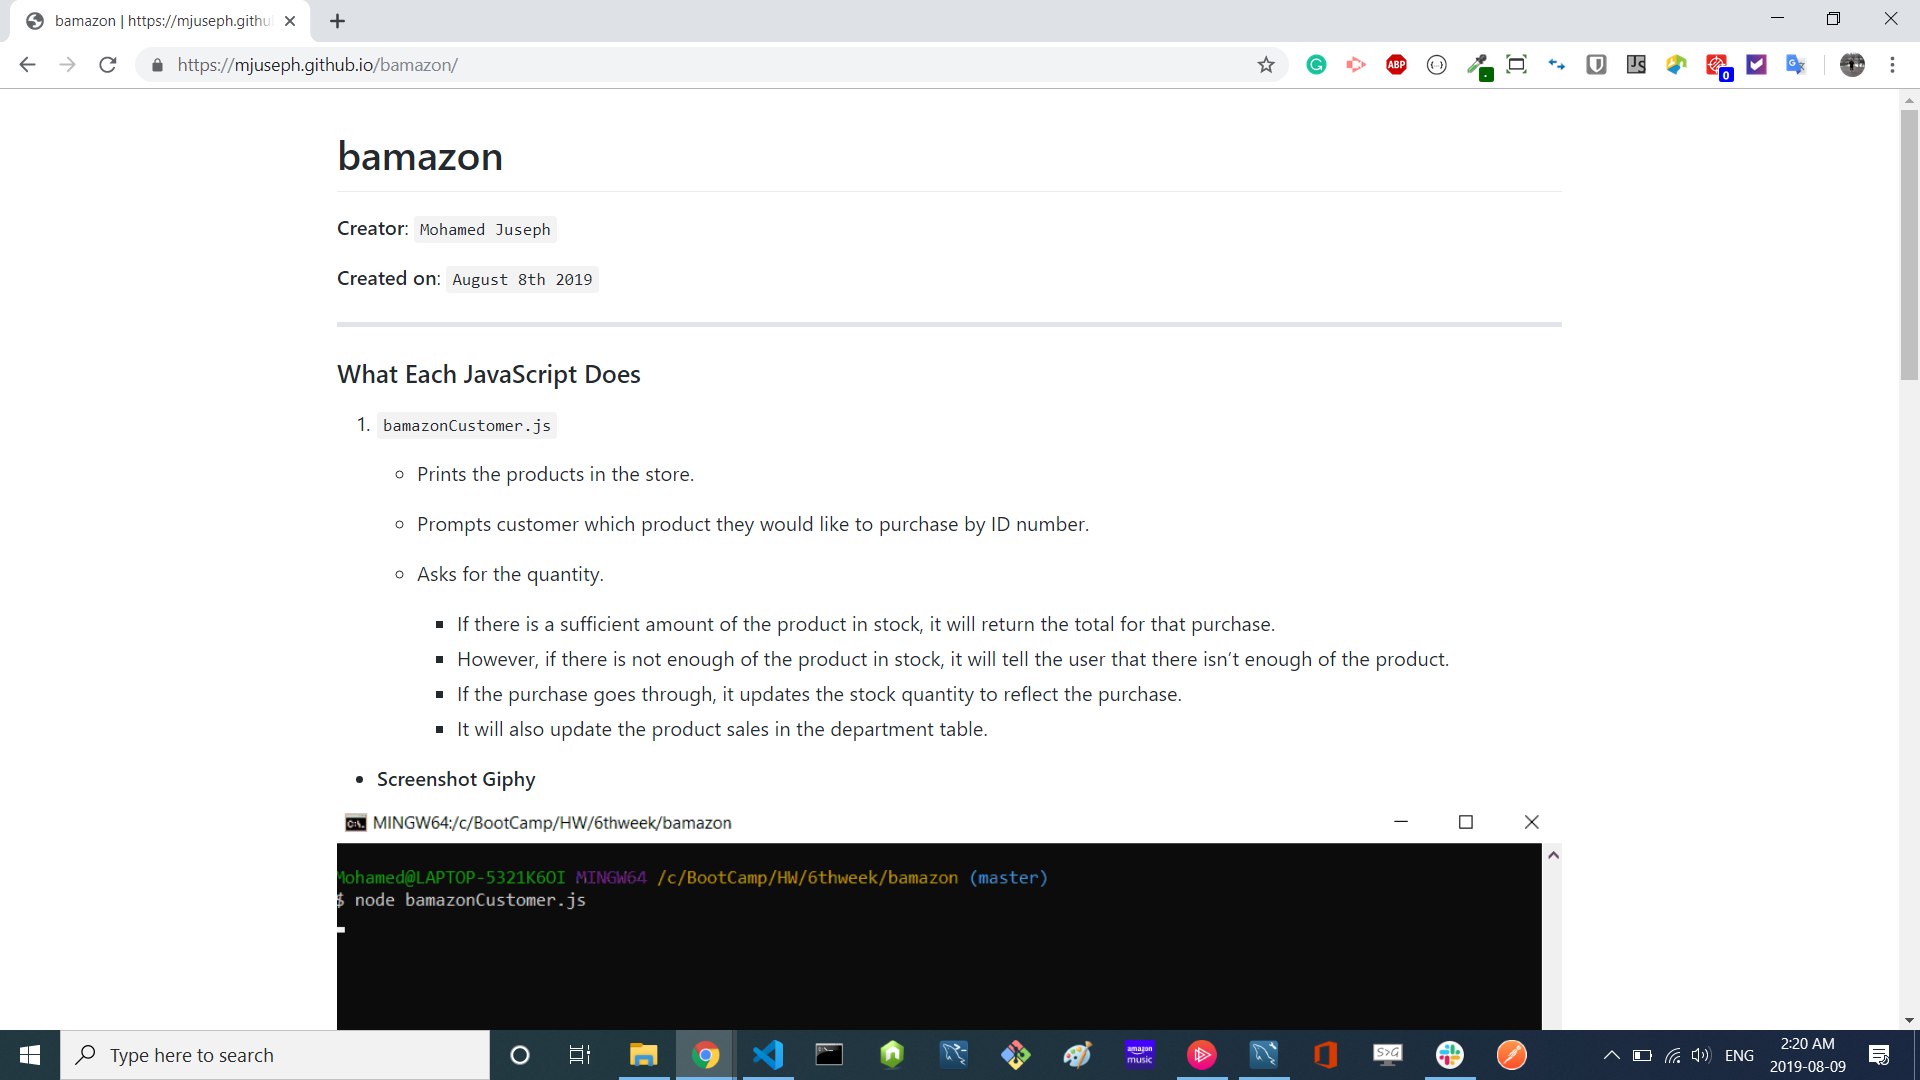 bamazon | https://mjuseph.githu
https://mjuseph.github.io/bamazon/
ABP
JS
0
bamazon
Creator: Mohamed Juseph
Created on: August 8th 2019
What Each JavaScript Does
1. bamazonCustomer.js
Prints the products in the store.
Prompts customer which product they would like to purchase by ID number.
Asks for the quantity.
If there is a sufficient amount of the product in stock, it will return the total for that purchase.
However, if there is not enough of the product in stock, it will tell the user that there isn’t enough of the product.
If the purchase goes through, it updates the stock quantity to reflect the purchase.
It will also update the product sales in the department table.
Screenshot Giphy
MINGW64:/c/BootCamp/HW/6thweek/bamazon
Mohamed@LAPTOP-5321K6OI MINGW64 /c/BootCamp/HW/6thweek/bamazon (master)
$ node bamazonCustomer.js
Type here to search
amazon music
S>G
ENG
2:20 AM
2019-08-09